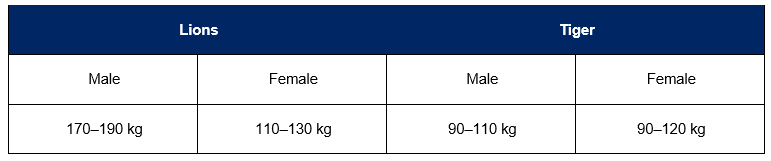 Lions Tiger
Male Female Male Female
170–190 kg 110–130 kg 90–110 kg 90–120 kg